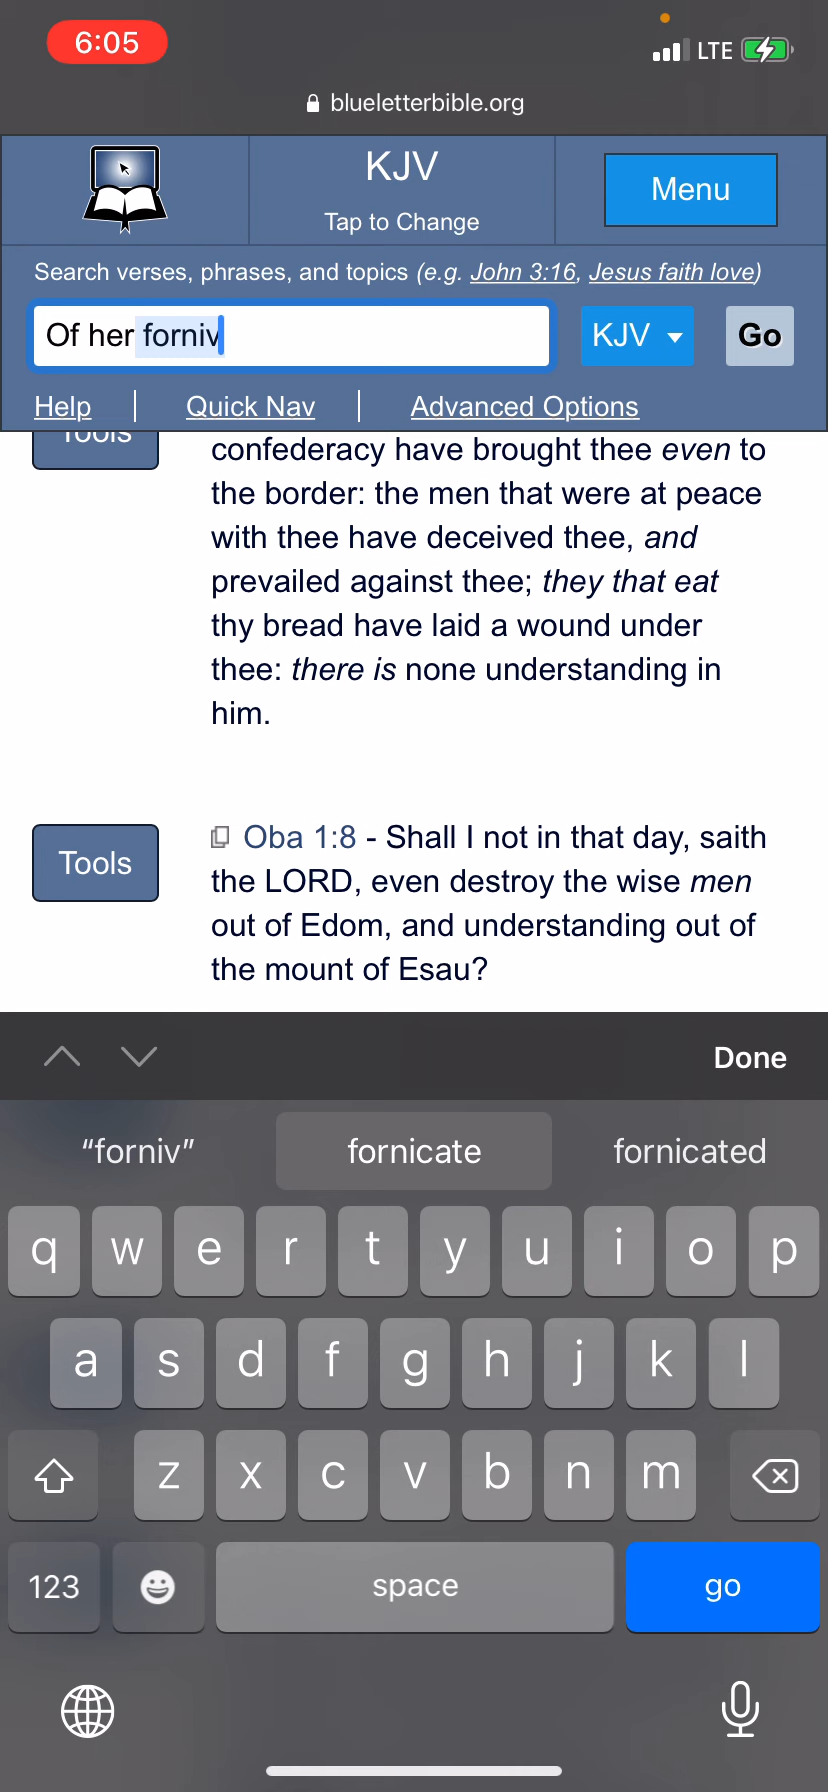 6:05
LTE
blueletterbible.org
KJV
Tap to Change
Menu
Search verses, phrases, and topics (e.g. John 3:16, Jesus faith love)
Of her forniv
KJV
Go
Help
Quick Nav
Advanced Options
Tools
confederacy have brought thee even to
the border: the men that were at peace
with thee have deceived thee, and
prevailed against thee; they that eat
thy bread have laid a wound under
thee: there is none understanding in
him.
Tools
Oba 1:8 - Shall I not in that day, saith
the LORD, even destroy the wise men
out of Edom, and understanding out of
the mount of Esau?
Done
“forniv”
fornicate
fornicated
q w e r t y u i o p
a s d f g h j k l
z x c v b n m
123
space
go